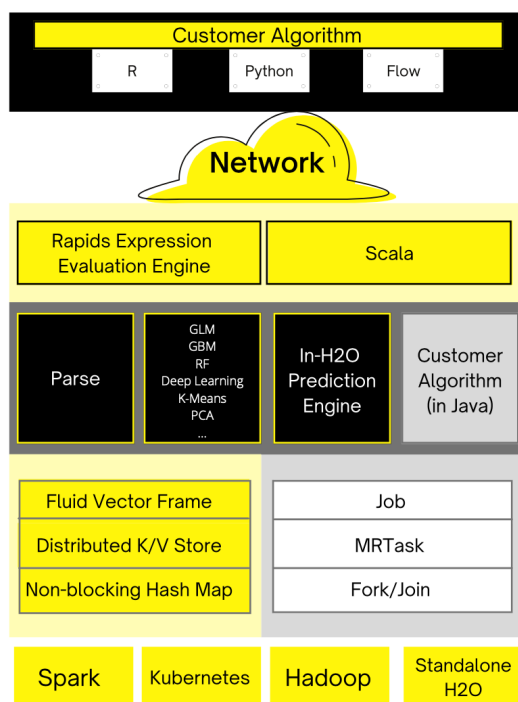 Customer Algorithm
R
Python
Flow
Network
Rapids Expression
Evaluation Engine
Scala
Parse
GLM
GBM
RF
Deep Learning
K-Means
PCA
...
In-H2O
Prediction
Engine
Customer
Algorithm
(in Java)
Fluid Vector Frame
Distributed K/V Store
Non-blocking Hash Map
Job
MRTask
Fork/Join
Spark
Kubernetes
Hadoop
Standalone
H2O